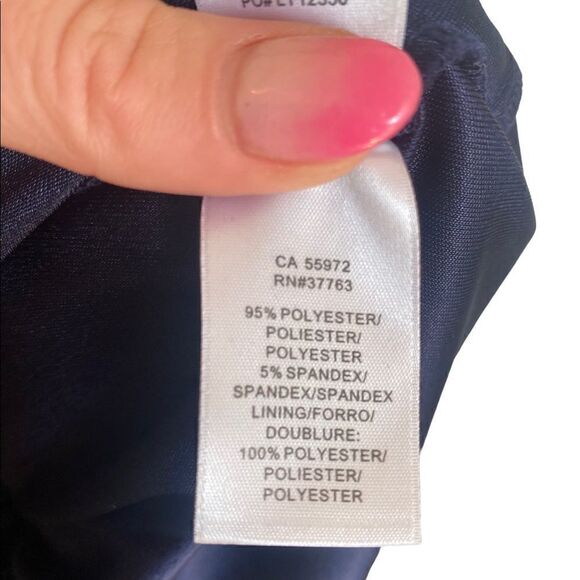 CA 55972
RN#37763
95% POLYESTER/
POLIESTER/
POLYESTER
5% SPANDEX/
SPANDEX/SPANDEX
LINING/FORRO/
DOUBLURE:
100% POLYESTER/
POLIESTER/
POLYESTER